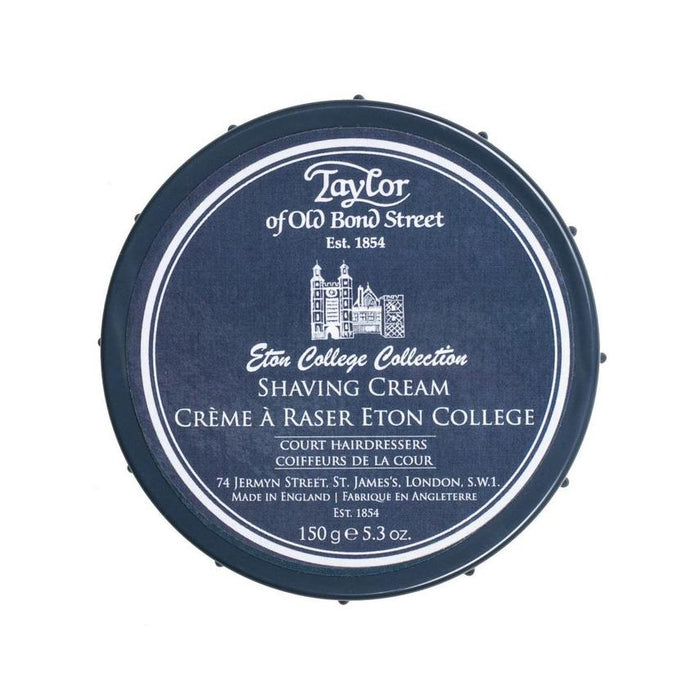 Taylor
of Old Bond Street
Est. 1854
Eton College Collection
SHAVING CREAM
CRÈME À RASER ETON COLLEGE
COURT HAIRDRESSERS
COIFFEURS DE LA COUR
74 JERMYN STREET, ST. JAMES'S, LONDON, S.W.1.
MADE IN ENGLAND | FABRIQUE EN ANGLETERRE
EST. 1854
150 g e 5.3 oz.